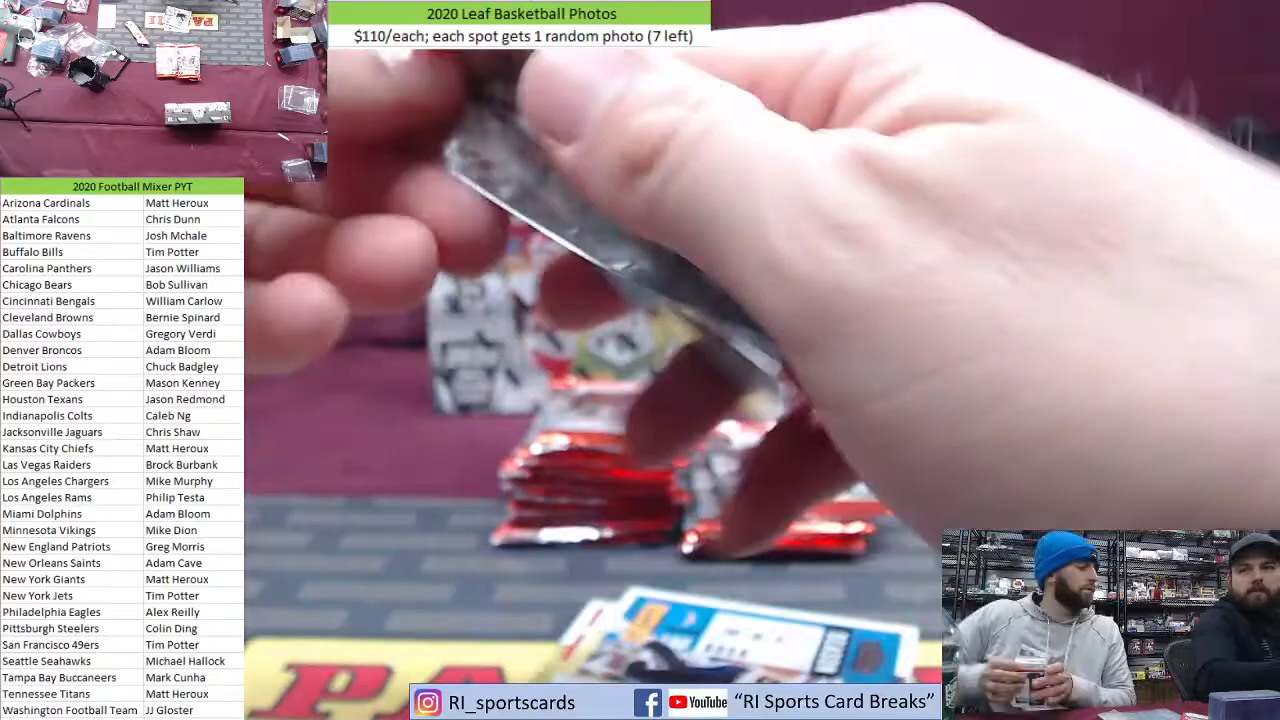 2020 Leaf Basketball Photos
$110/each; each spot gets 1 random photo (7 left)
2020 Football Mixer PYT
Arizona Cardinals Matt Heroux
Atlanta Falcons Chris Dunn
Baltimore Ravens Josh Mchale
Buffalo Bills Tim Potter
Carolina Panthers Jason Williams
Chicago Bears Bob Sullivan
Cincinnati Bengals William Carlow
Cleveland Browns Bernie Spinard
Dallas Cowboys Gregory Verdi
Denver Broncos Adam Bloom
Detroit Lions Chuck Badgley
Green Bay Packers Mason Kenney
Houston Texans Jason Redmond
Indianapolis Colts Caleb Ng
Jacksonville Jaguars Chris Shaw
Kansas City Chiefs Matt Heroux
Las Vegas Raiders Brock Burbank
Los Angeles Chargers Mike Murphy
Los Angeles Rams Philip Testa
Miami Dolphins Adam Bloom
Minnesota Vikings Mike Dion
New England Patriots Greg Morris
New Orleans Saints Adam Cave
New York Giants Matt Heroux
New York Jets Tim Potter
Philadelphia Eagles Alex Reilly
Pittsburgh Steelers Colin Ding
San Francisco 49ers Tim Potter
Seattle Seahawks Michael Hallock
Tampa Bay Buccaneers Mark Cunha
Tennessee Titans Matt Heroux
Washington Football Team JJ Gloster
RI_sportscards
YouTube "RI Sports Card Breaks"